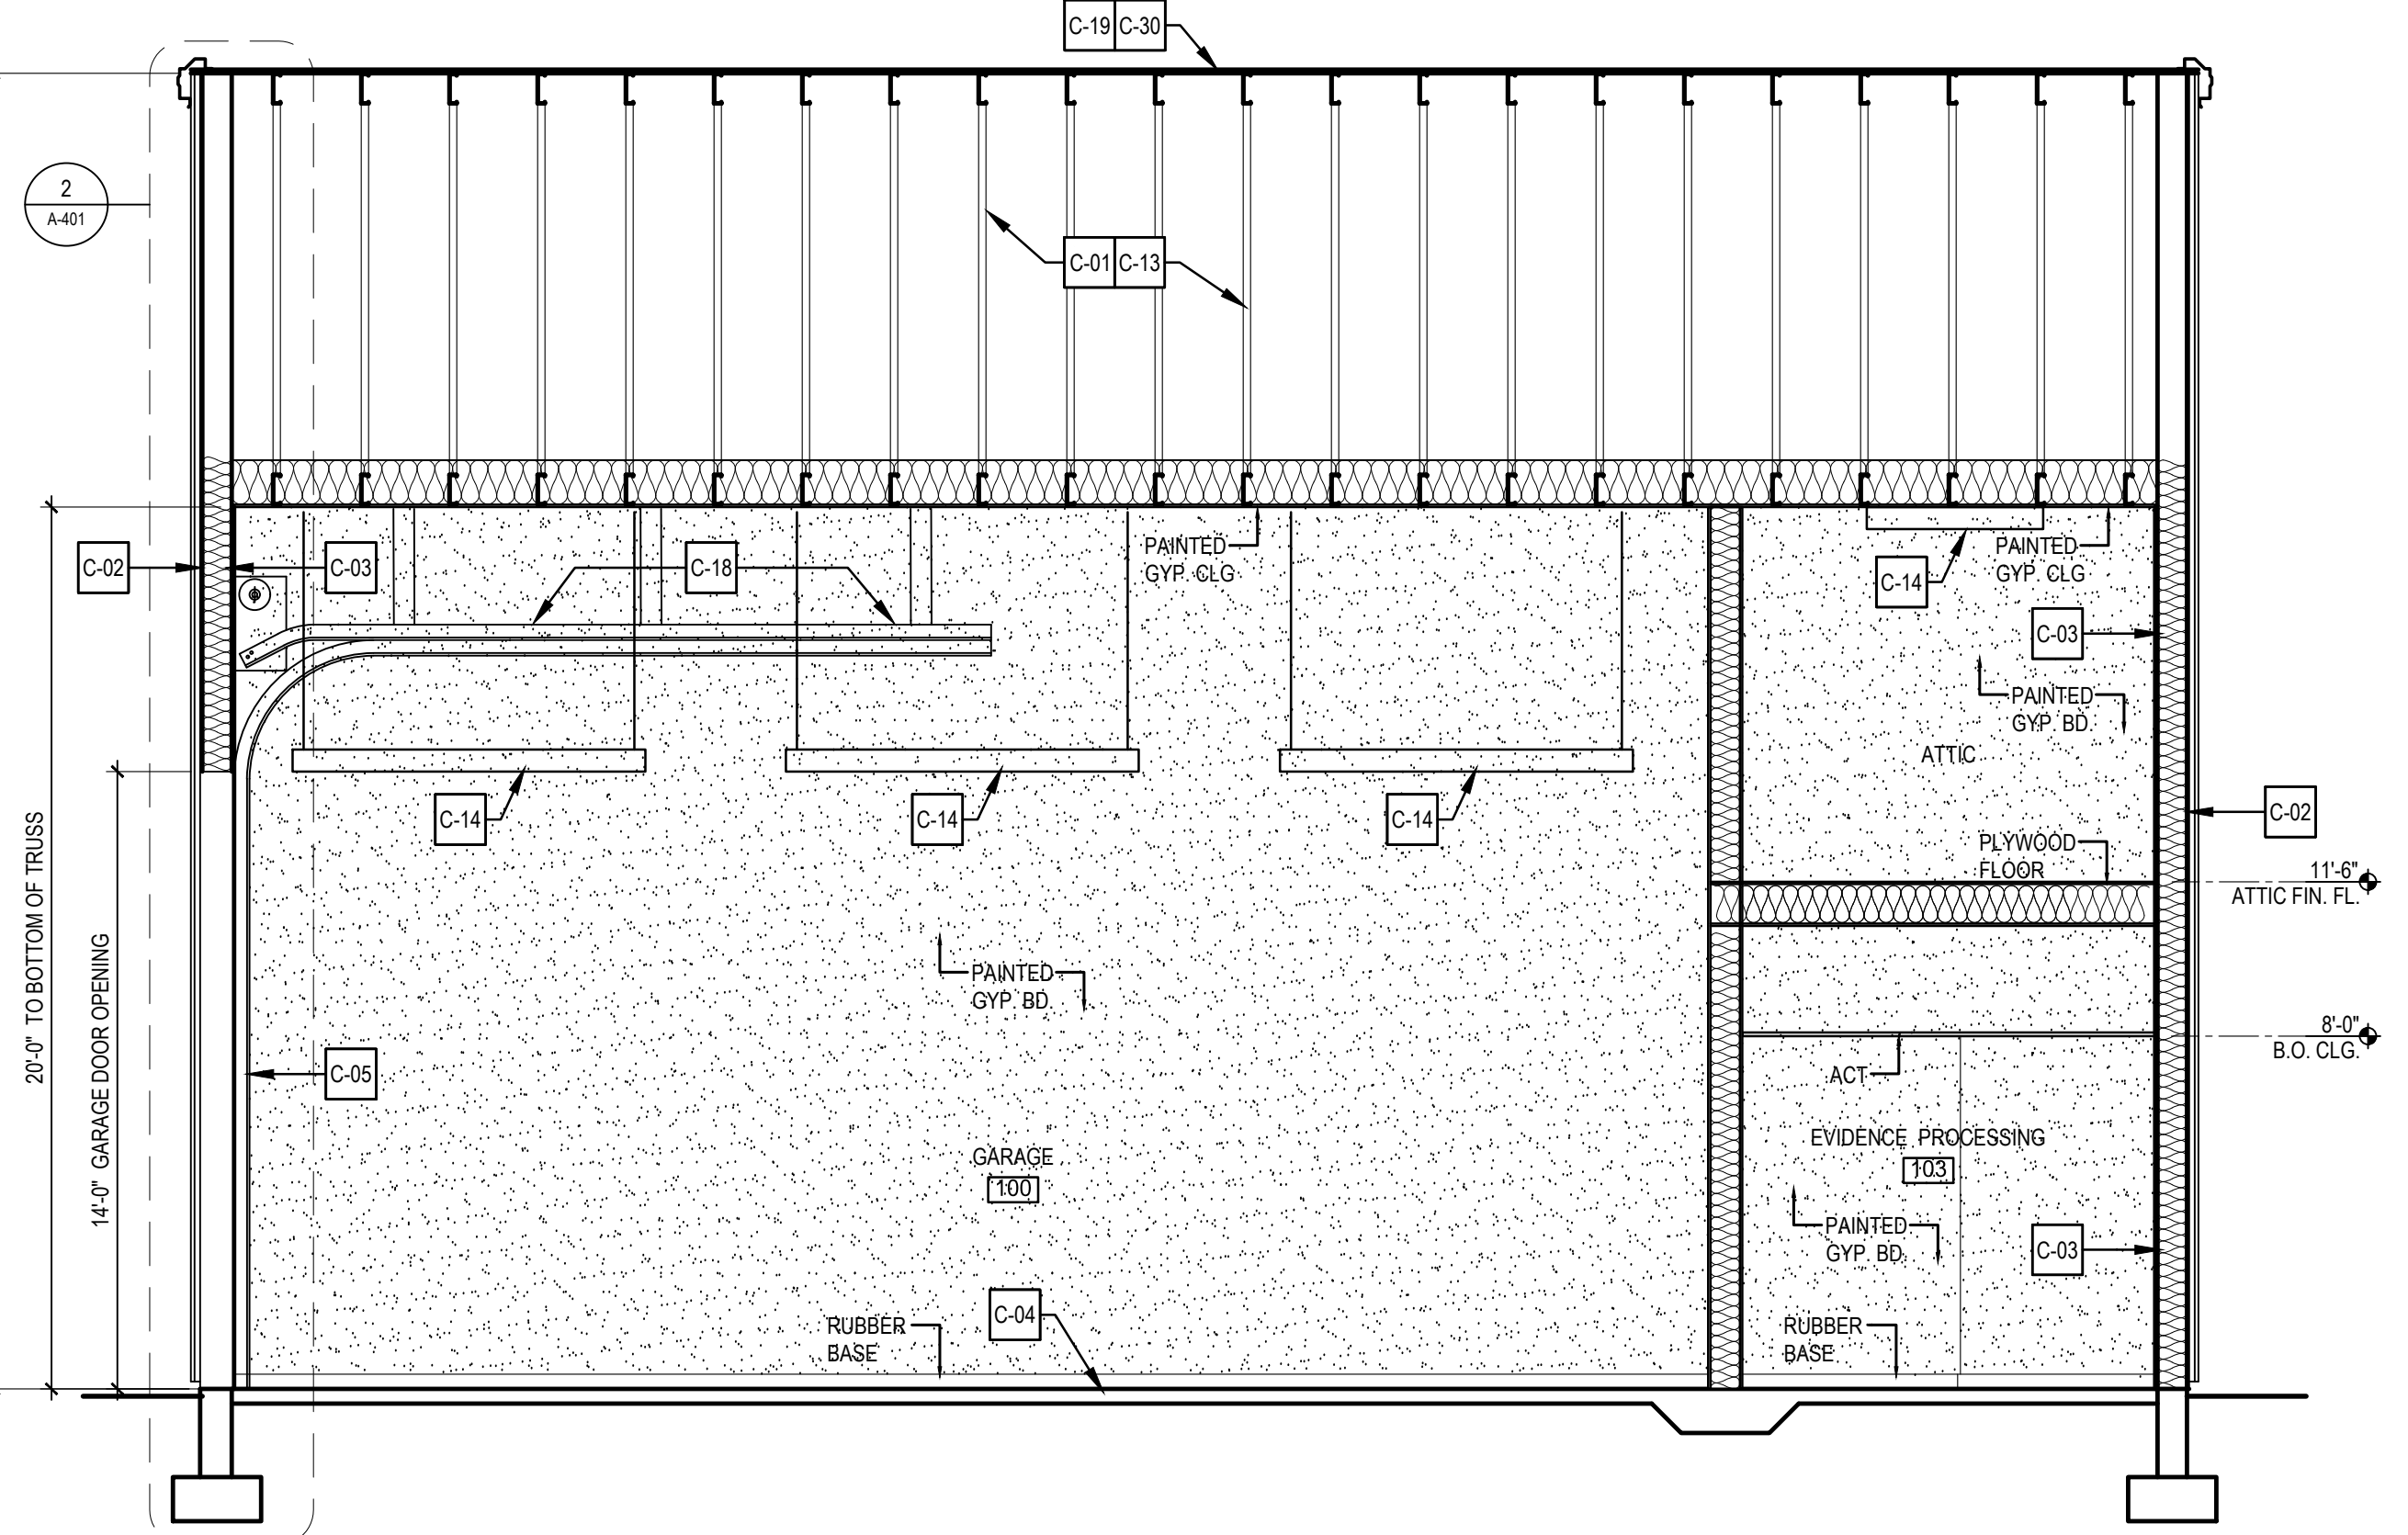 C-19 C-30
2
A-401
C-01 C-13
C-02
C-03
C-18
PAINTED
GYP. CLG
C-14
PAINTED
GYP. CLG
C-03
PAINTED
GYP. BD.
ATTIC
C-14
C-14
C-14
C-02
PLYWOOD
FLOOR
11'-6"
ATTIC FIN. FL.
20'-0" TO BOTTOM OF TRUSS
14'-0" GARAGE DOOR OPENING
PAINTED
GYP. BD.
8'-0"
B.O. CLG.
C-05
ACT
EVIDENCE PROCESSING
103
GARAGE
100
PAINTED
GYP. BD.
C-03
C-04
RUBBER
BASE
RUBBER
BASE